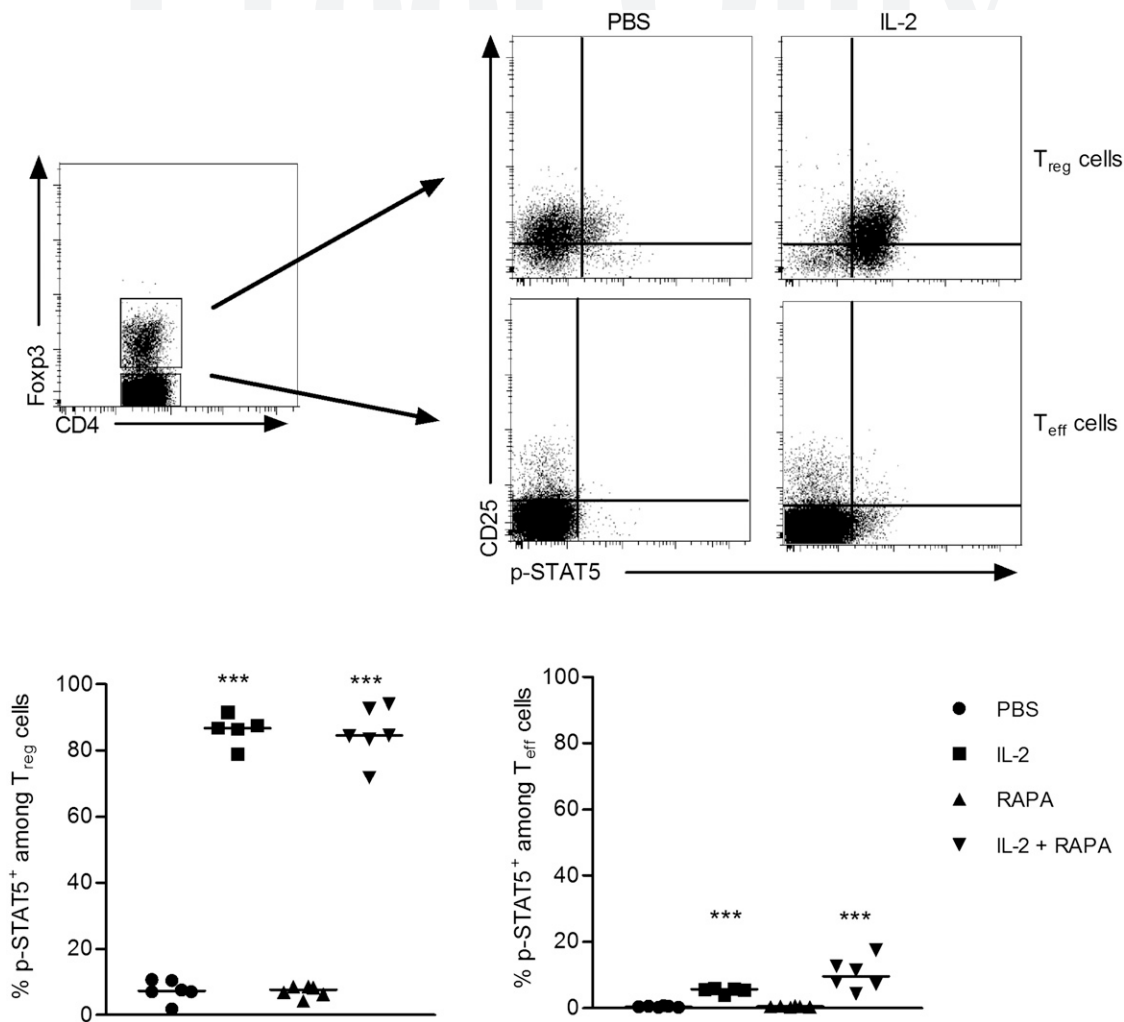 PBS
IL-2
Foxp3
CD4
CD25
p-STAT5
Treg cells
Teff cells
% p-STAT5+ among Treg cells
100
80
60
40
20
0
***
***
% p-STAT5+ among Teff cells
100
80
60
40
20
0
***
***
PBS
IL-2
RAPA
IL-2 + RAPA